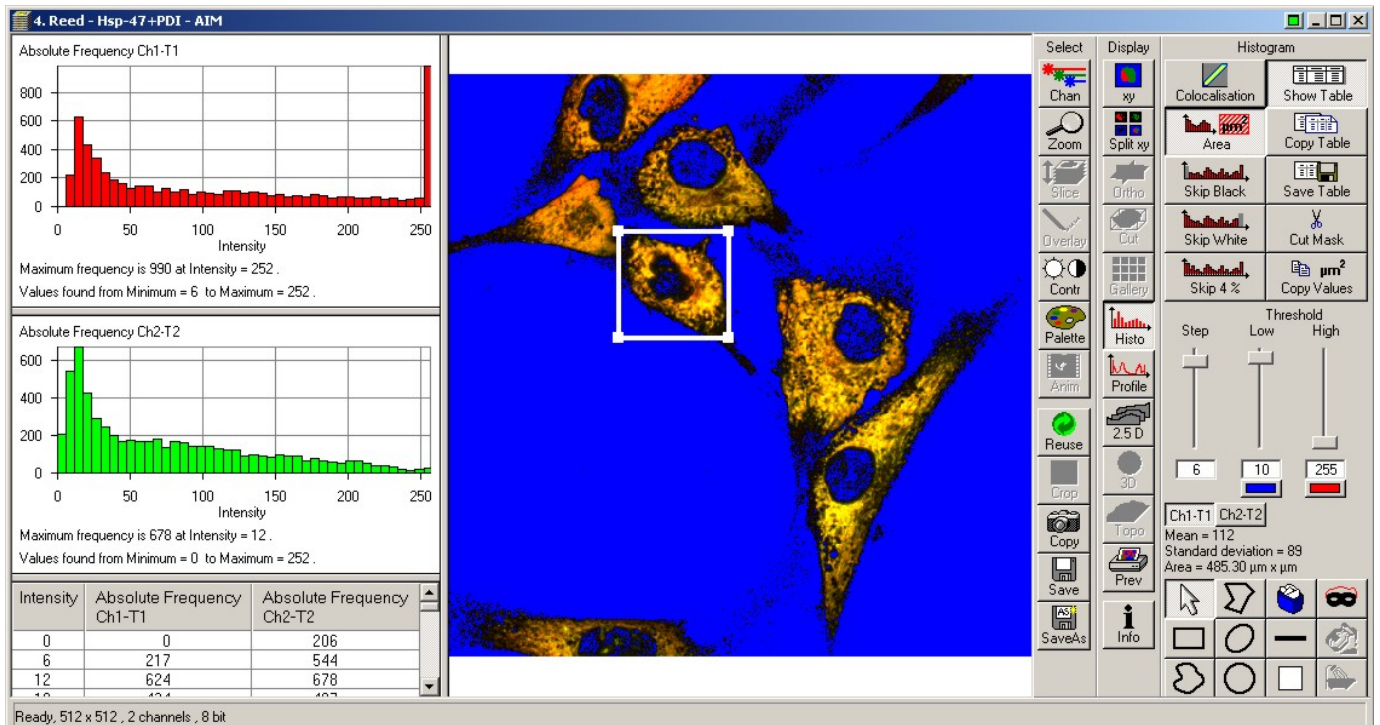 4. Reed - Hsp-47+PDI - AIM
Absolute Frequency Ch1-T1
800
600
400
200
0
0 50 100 150 200 250
Intensity
Maximum frequency is 990 at Intensity = 252 .
Values found from Minimum = 6 to Maximum = 252 .
Absolute Frequency Ch2-T2
600
400
200
0
0 50 100 150 200 250
Intensity
Maximum frequency is 678 at Intensity = 12 .
Values found from Minimum = 0 to Maximum = 252 .
Intensity Absolute Frequency Absolute Frequency
Ch1-T1 Ch2-T2
0 0 206
6 217 544
12 624 678
Select
Chan
Zoom
Slice
Overlay
Contr
Palette
Anim
Reuse
Crop
Copy
Save
AS
SaveAs
Display
xy
Split xy
Ortho
Cut
Gallery
Histo
Profile
2.5 D
3D
Topo
Prev
i
Info
Histogram
Colocalisation Show Table
µm²
Area Copy Table
Skip Black Save Table
Skip White Cut Mask
µm²
Skip 4 % Copy Values
Threshold
Step Low High
6 10 255
Ch1-T1 Ch2-T2
Mean = 112
Standard deviation = 89
Area = 485.30 µm x µm
Ready, 512 x 512 , 2 channels , 8 bit